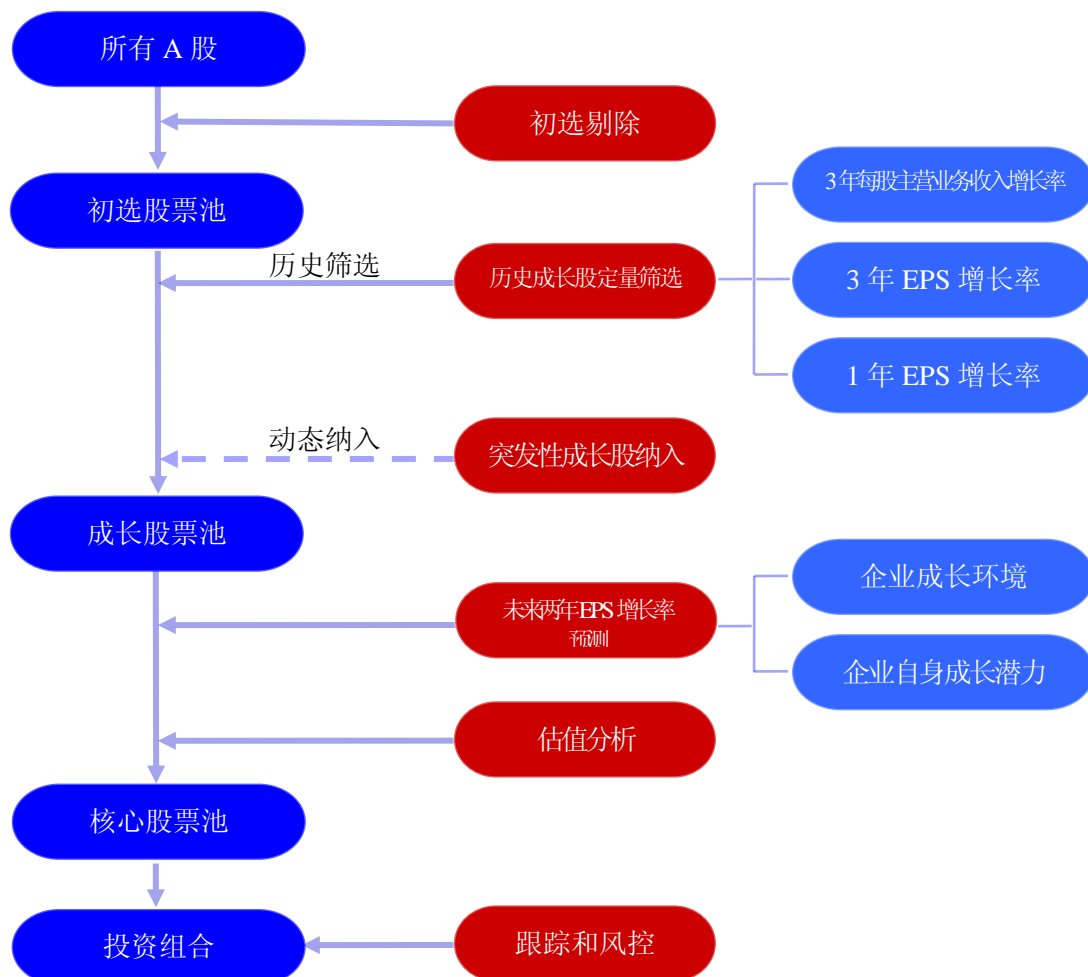 所有 A 股
初选剔除
3 年每股主营业务收入增长率
初选股票池
历史筛选
历史成长股定量筛选
3 年 EPS 增长率
1 年 EPS 增长率
动态纳入
突发性成长股纳入
成长股票池
企业成长环境
未来两年EPS 增长率
预测
企业自身成长潜力
估值分析
核心股票池
投资组合
跟踪和风控